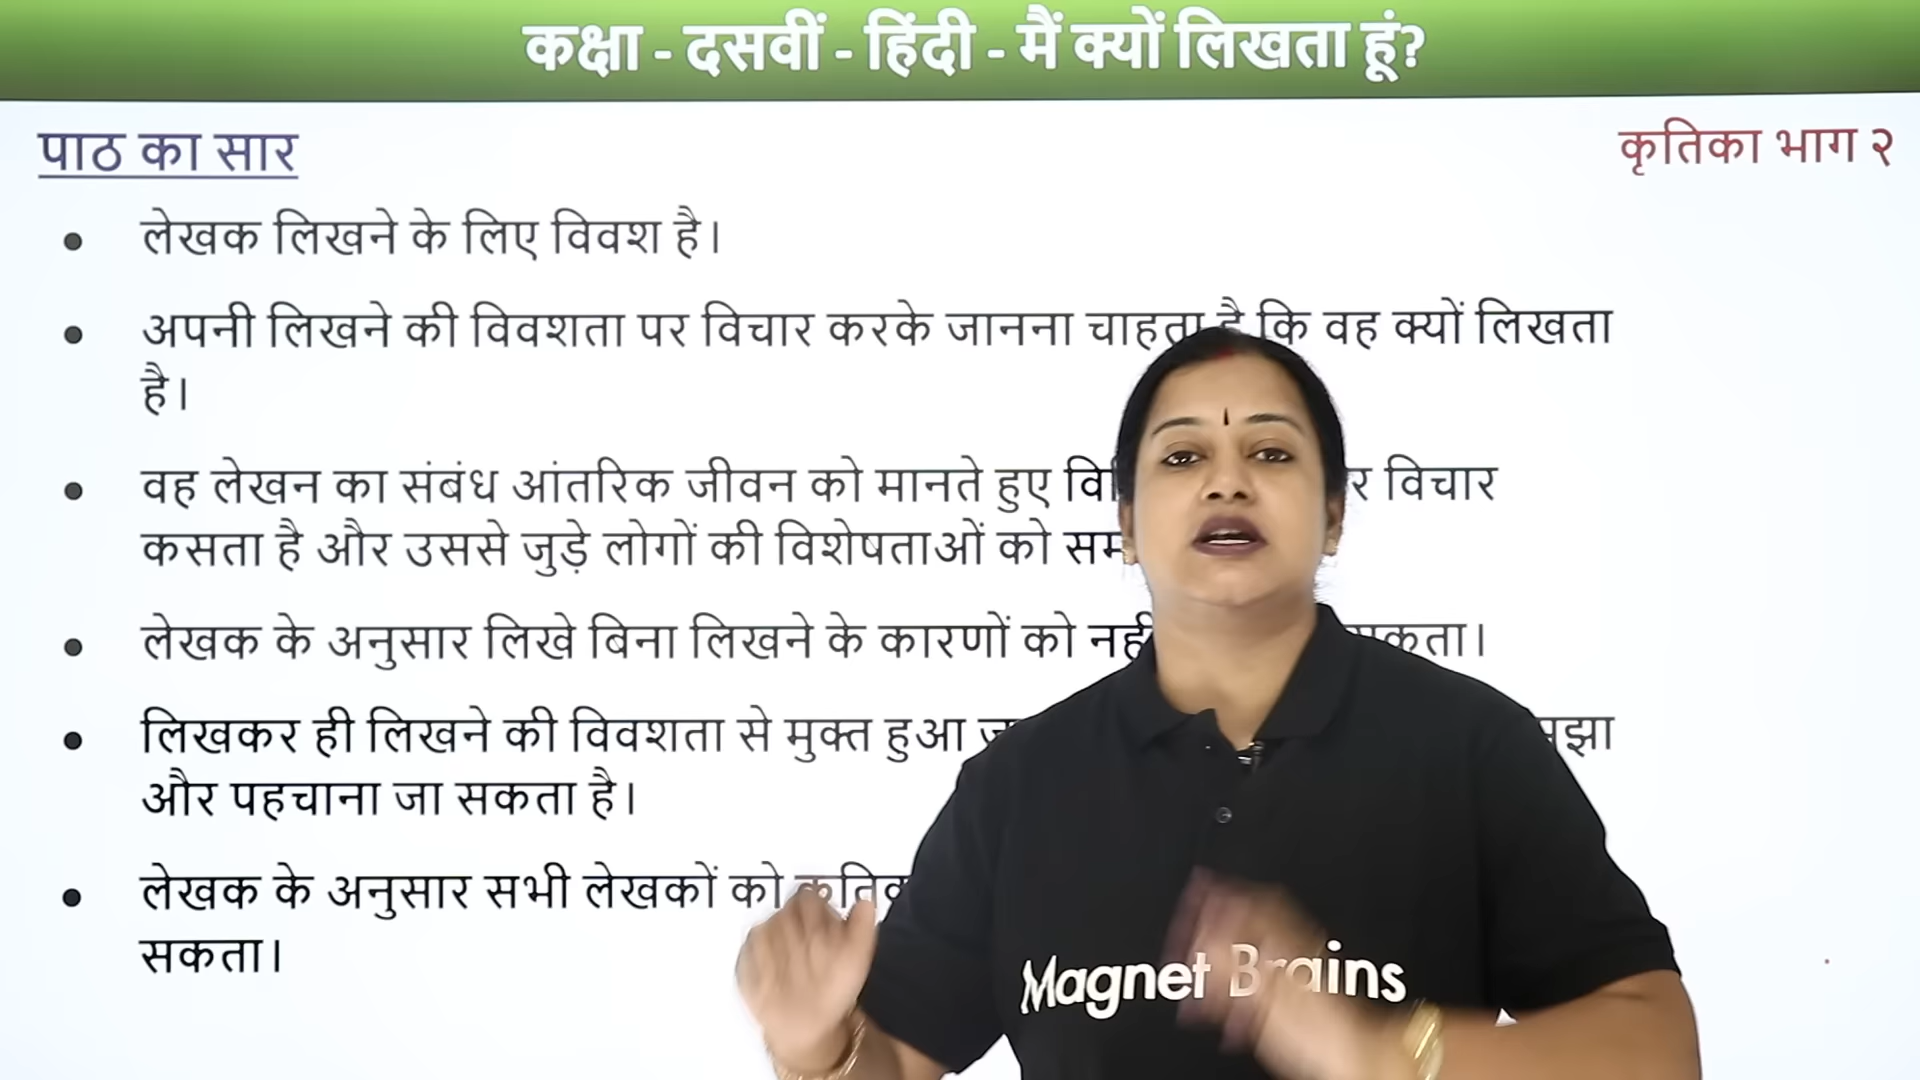 कक्षा - दसवीं - हिंदी - मैं क्यों लिखता हूं?
पाठ का सार
कृतिका भाग २
लेखक लिखने के लिए विवश है।
अपनी लिखने की विवशता पर विचार करके जानना चाहता है कि वह क्यों लिखता
है।
वह लेखन का संबंध आंतरिक जीवन को मानते हुए विचार
कसता है और उससे जुड़े लोगों की विशेषताओं को
लेखक के अनुसार लिखे बिना लिखने के कारणों को
लिखकर ही लिखने की विवशता से मुक्त हुआ
और पहचाना जा सकता है।
लेखक के अनुसार सभी लेखकों को
सकता।
Magnet Brains